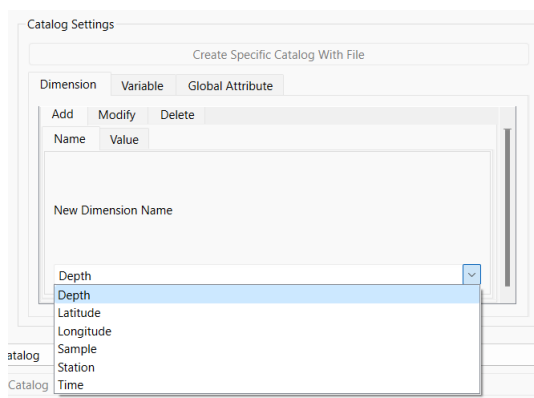 Catalog Settings
Create Specific Catalog With File
Dimension Variable Global Attribute
Add Modify Delete
Name Value
New Dimension Name
Depth
Depth
Latitude
Longitude
Sample
Station
Time
atalog
Catalog